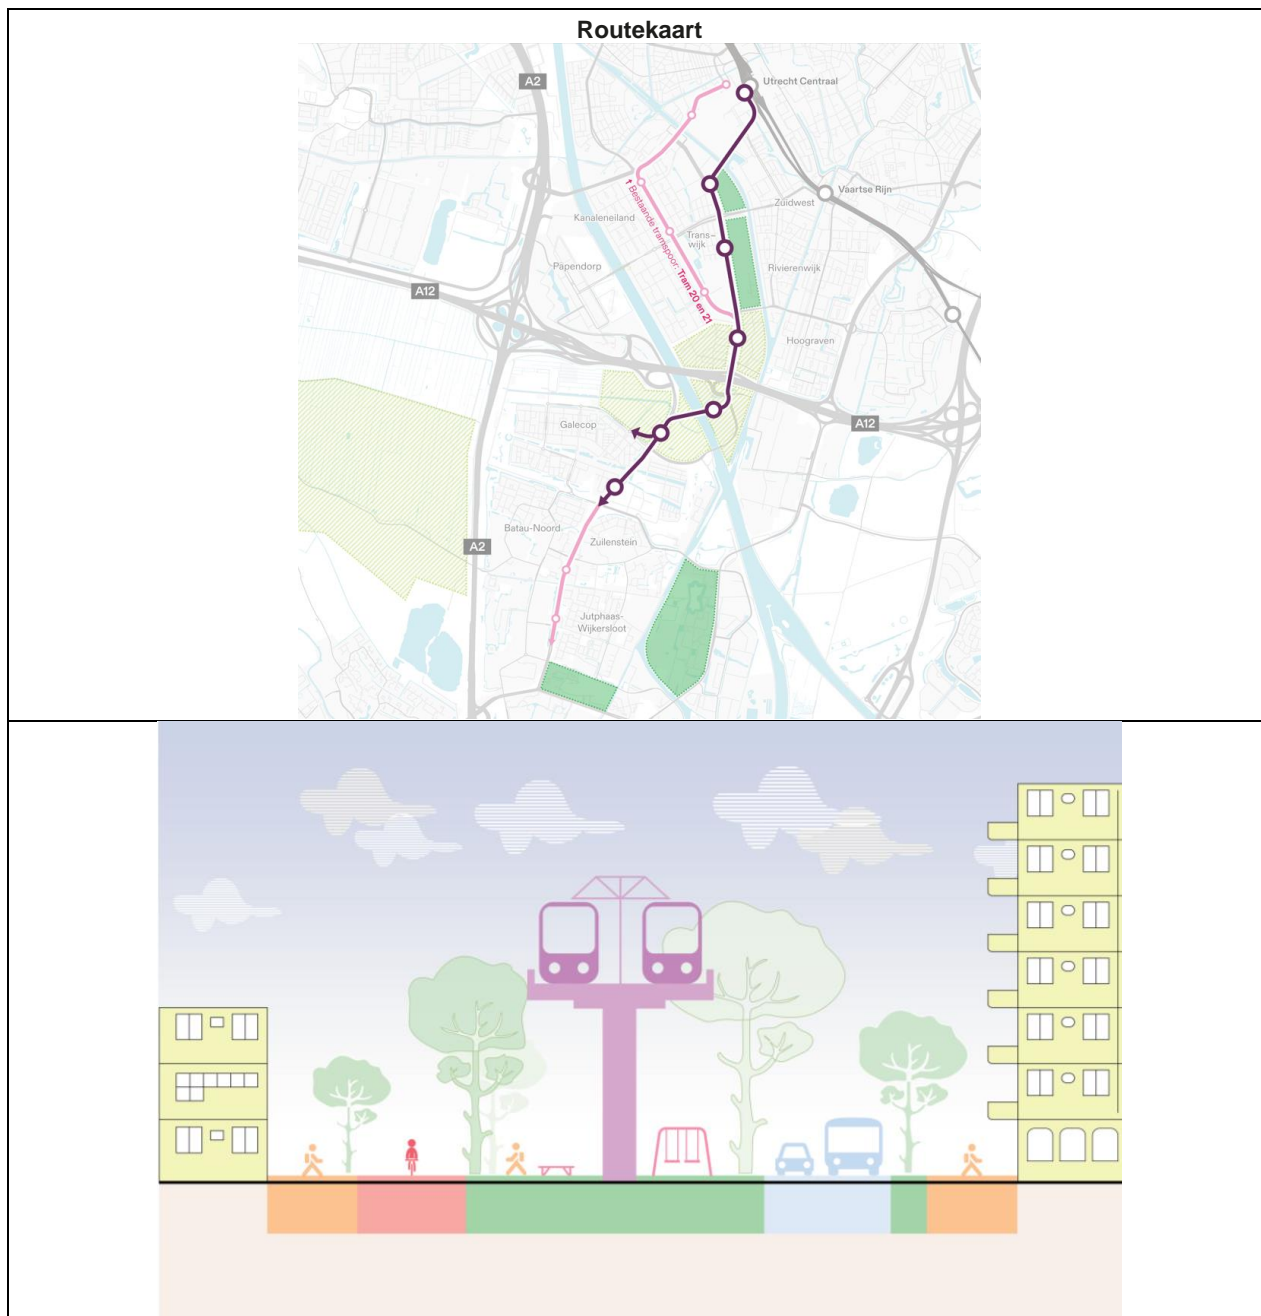 Routekaart
A2
Utrecht Centraal
Vaartse Rijn
Zuidwest
Kanaleneiland
Bestaande tramspoor: Tram 20 en 21
Trans-
wijk
Papendorp
Rivierenwijk
A12
Hoograven
Galecop
A12
Batau-Noord
Zuilenstein
A2
Jutphaas-
Wijkersloot